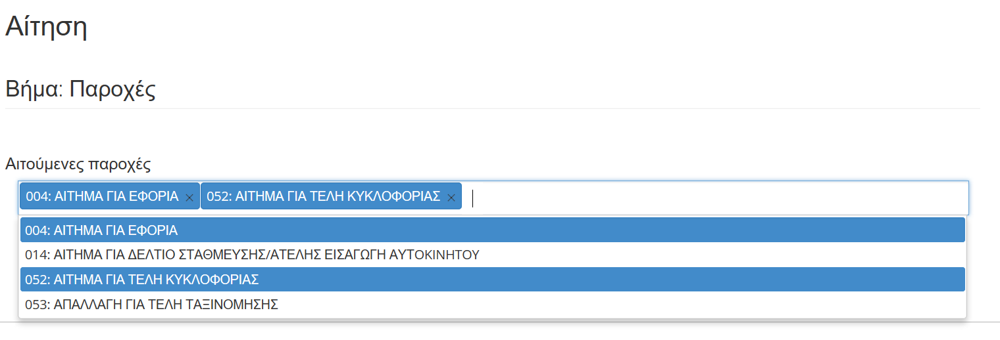 Αίτηση
Βήμα: Παροχές
Αιτούμενες παροχές
004: ΑΙΤΗΜΑ ΓΙΑ ΕΦΟΡΙΑ × 052: ΑΙΤΗΜΑ ΓΙΑ ΤΕΛΗ ΚΥΚΛΟΦΟΡΙΑΣ ×
004: ΑΙΤΗΜΑ ΓΙΑ ΕΦΟΡΙΑ
014: ΑΙΤΗΜΑ ΓΙΑ ΔΕΛΤΙΟ ΣΤΑΘΜΕΥΣΗΣ/ΑΤΕΛΗΣ ΕΙΣΑΓΩΓΗ ΑΥΤΟΚΙΝΗΤΟΥ
052: ΑΙΤΗΜΑ ΓΙΑ ΤΕΛΗ ΚΥΚΛΟΦΟΡΙΑΣ
053: ΑΠΑΛΛΑΓΗ ΓΙΑ ΤΕΛΗ ΤΑΞΙΝΟΜΗΣΗΣ